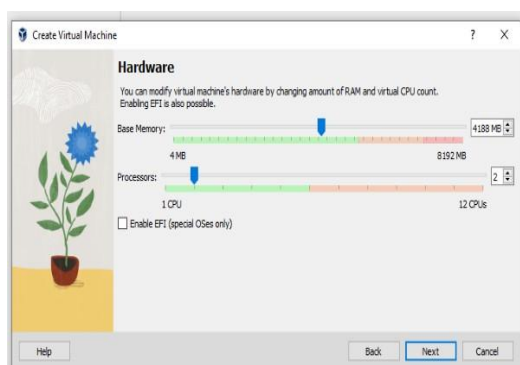 Create Virtual Machine ? X
Hardware
You can modify virtual machine's hardware by changing amount of RAM and virtual CPU count.
Enabling EFI is also possible.
Base Memory: 4188 MB
4 MB 8192 MB
Processors: 2
1 CPU 12 CPUs
Enable EFI (special OSes only)
Help Back Next Cancel